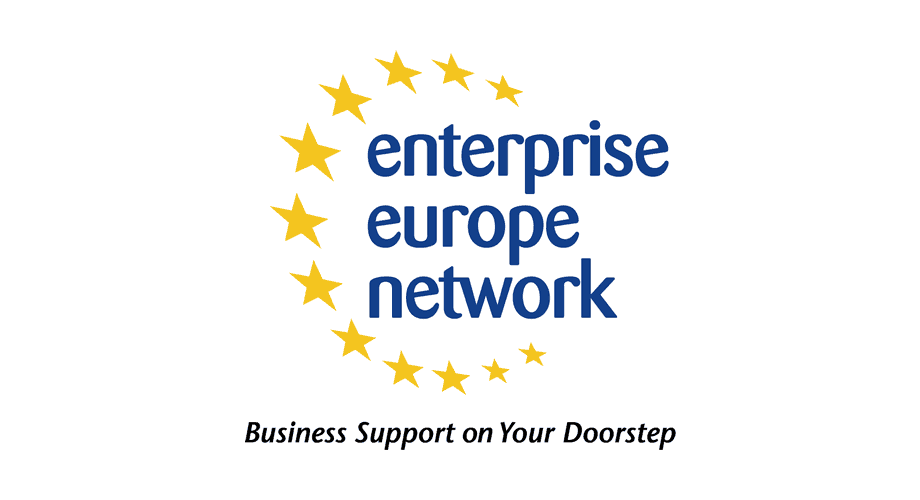 enterprise
europe
network
Business Support on Your Doorstep